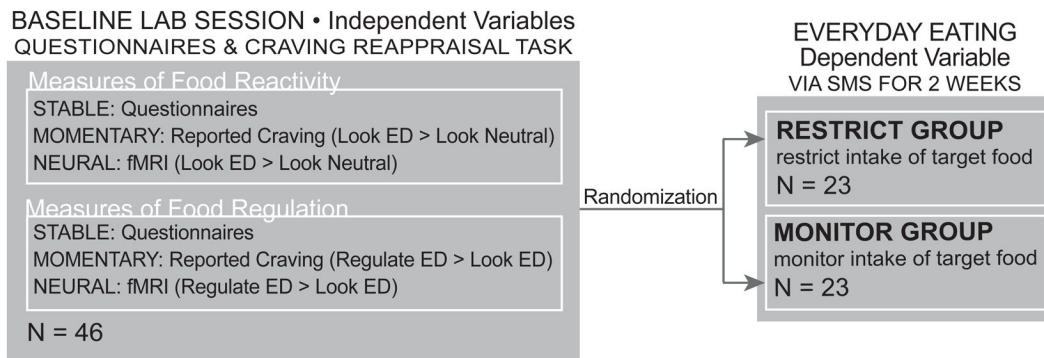 BASELINE LAB SESSION • Independent Variables
QUESTIONNAIRES & CRAVING REAPPRAISAL TASK
Measures of Food Reactivity
STABLE: Questionnaires
MOMENTARY: Reported Craving (Look ED > Look Neutral)
NEURAL: fMRI (Look ED > Look Neutral)
Measures of Food Regulation
STABLE: Questionnaires
MOMENTARY: Reported Craving (Regulate ED > Look ED)
NEURAL: fMRI (Regulate ED > Look ED)
N = 46
Randomization
EVERYDAY EATING
Dependent Variable
VIA SMS FOR 2 WEEKS
RESTRICT GROUP
restrict intake of target food
N = 23
MONITOR GROUP
monitor intake of target food
N = 23